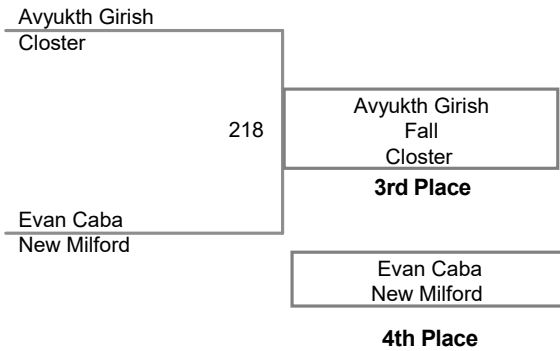 Avyukth Girish
Closter
218
Avyukth Girish
Fall
Closter
3rd Place
Evan Caba
New Milford
Evan Caba
New Milford
4th Place